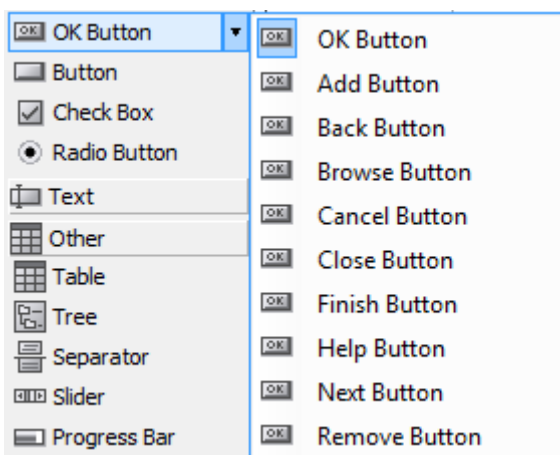 OK Button
Button
Check Box
Radio Button
Text
Other
Table
Tree
Separator
Slider
Progress Bar
OK Button
Add Button
Back Button
Browse Button
Cancel Button
Close Button
Finish Button
Help Button
Next Button
Remove Button